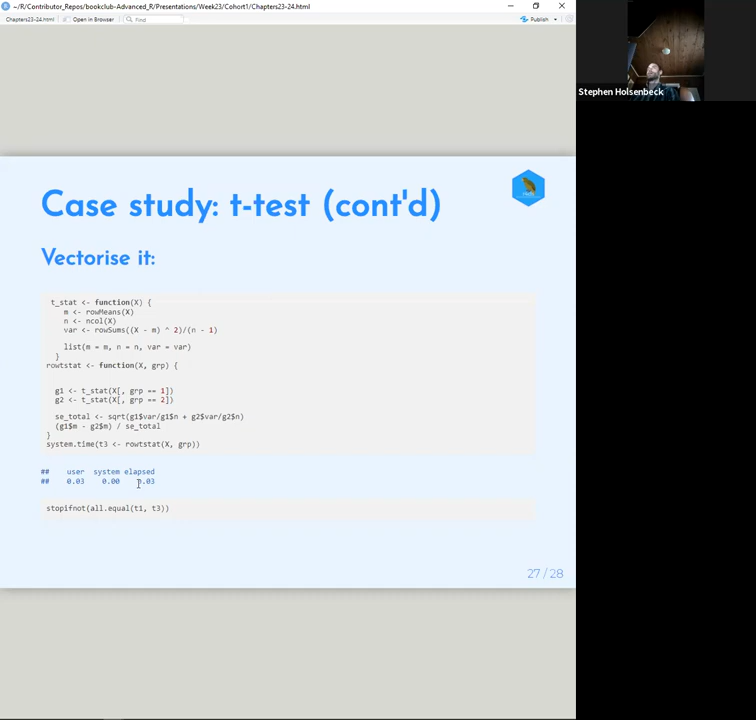 ~/R/Contributor_Repos/bookclub-Advanced_R/Presentations/Week23/Cohort1/Chapters23-24.html
Chapters23-24.html
Open in Browser
Find
Publish
Stephen Holsenbeck
Case study: t-test (cont'd)
Vectorise it:
t_stat <- function(X) {
m <- rowMeans(X)
n <- ncol(X)
var <- rowSums((X - m) ^ 2)/(n - 1)
list(m = m, n = n, var = var)
}
rowtstat <- function(X, grp) {
g1 <- t_stat(X[, grp == 1])
g2 <- t_stat(X[, grp == 2])
se_total <- sqrt(g1$var/g1$n + g2$var/g2$n)
(g1$m - g2$m) / se_total
}
system.time(t3 <- rowtstat(X, grp))
## user system elapsed
## 0.03 0.00 0.03
stopifnot(all.equal(t1, t3))
27 / 28